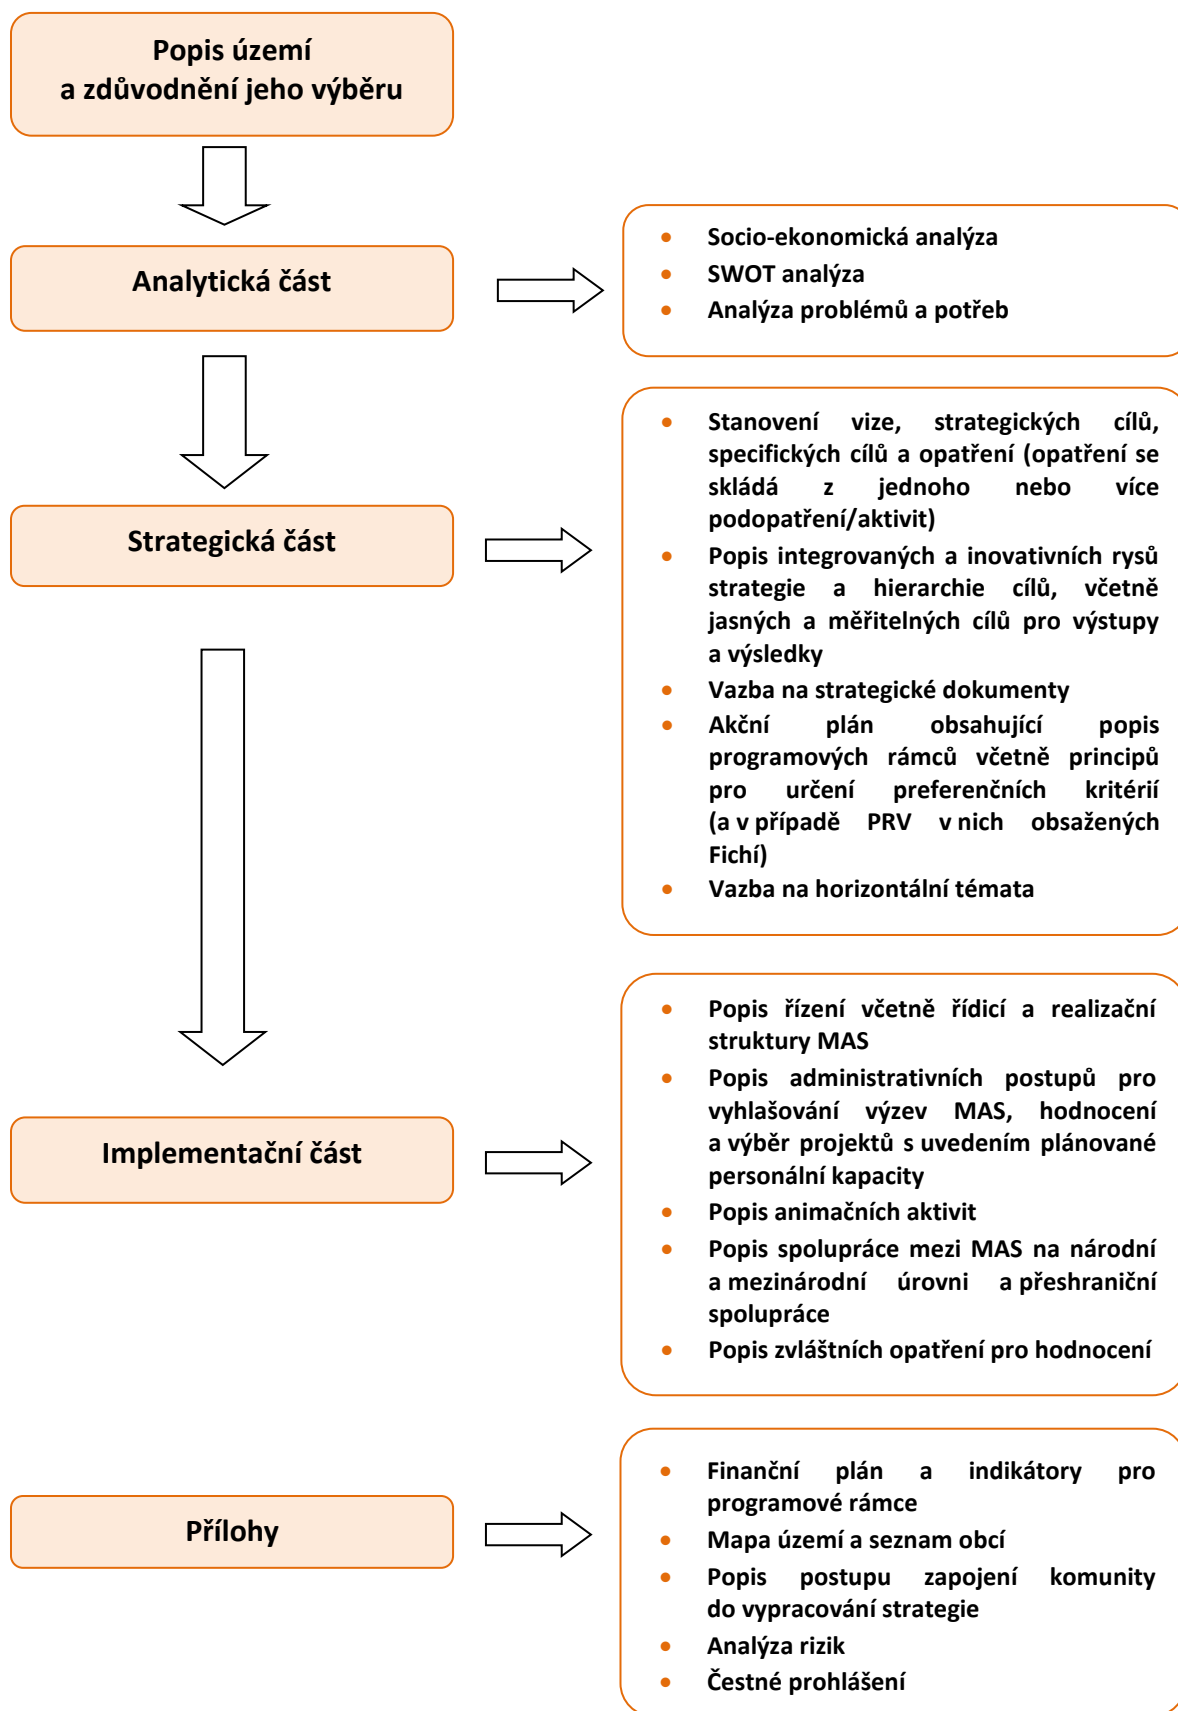 Popis území
a zdůvodnění jeho výběru
Analytická část
• Socio-ekonomická analýza
• SWOT analýza
• Analýza problémů a potřeb
Strategická část
• Stanovení vize, strategických cílů,
specifických cílů a opatření (opatření se
skládá z jednoho nebo více
podopatření/aktivit)
• Popis integrovaných a inovativních rysů
strategie a hierarchie cílů, včetně
jasných a měřitelných cílů pro výstupy
a výsledky
• Vazba na strategické dokumenty
• Akční plán obsahující popis
programových rámců včetně principů
pro určení preferenčních kritérií
(a v případě PRV v nich obsažených
Fichí)
• Vazba na horizontální témata
Implementační část
• Popis řízení včetně řídicí a realizační
struktury MAS
• Popis administrativních postupů pro
vyhlašování výzev MAS, hodnocení
a výběr projektů s uvedením plánované
personální kapacity
• Popis animačních aktivit
• Popis spolupráce mezi MAS na národní
a mezinárodní úrovni a přeshraniční
spolupráce
• Popis zvláštních opatření pro hodnocení
Přílohy
• Finanční plán a indikátory pro
programové rámce
• Mapa území a seznam obcí
• Popis postupu zapojení komunity
do vypracování strategie
• Analýza rizik
• Čestné prohlášení